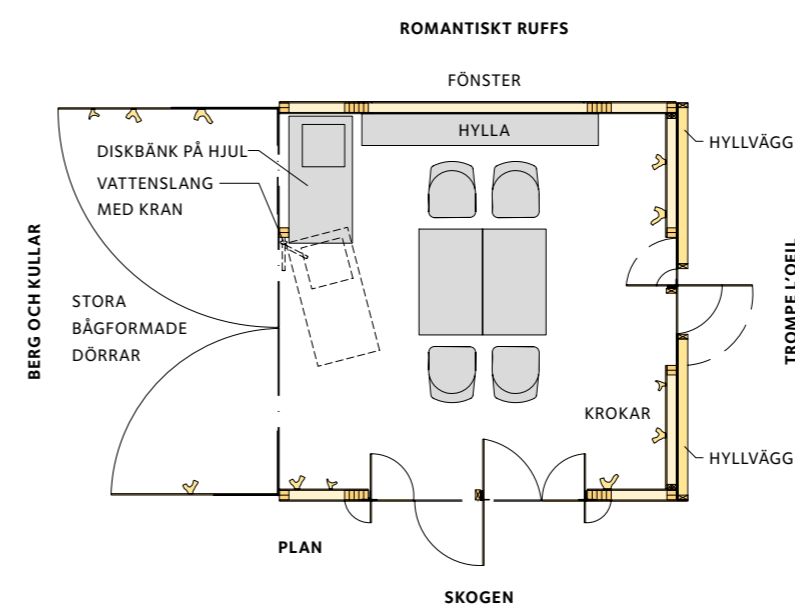 ROMANTISKT RUFFS
FÖNSTER
HYLLA
HYLLVÄGG
DISKBÄNK PÅ HJUL
VATTENSLANG
MED KRAN
BERG OCH KULLAR
STORA
BÅGFORMADE
DÖRRAR
TROMPE L'OEIL
KROKAR
HYLLVÄGG
PLAN
SKOGEN